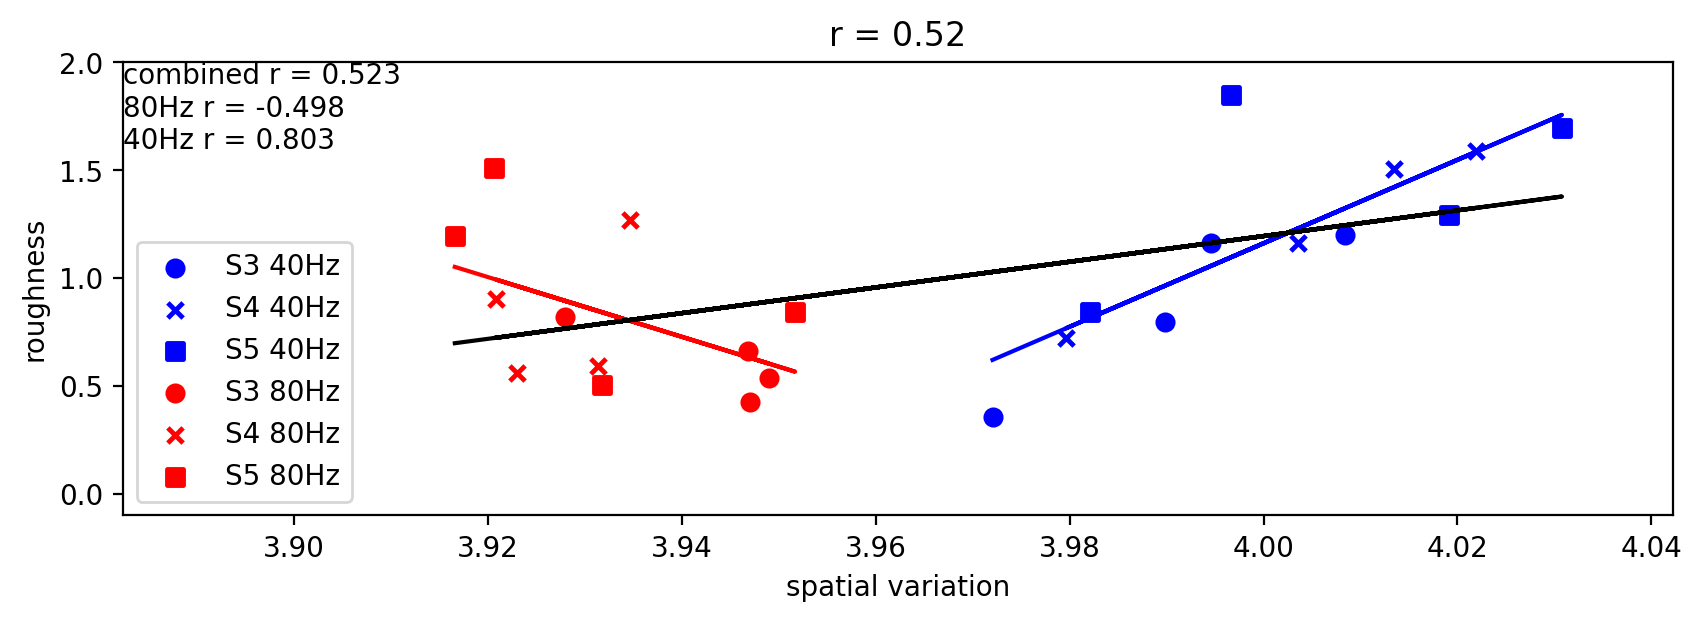 r = 0.52
combined r = 0.523
80Hz r = -0.498
40Hz r = 0.803
roughness
2.0
1.5
1.0
0.5
0.0
S3 40Hz
S4 40Hz
S5 40Hz
S3 80Hz
S4 80Hz
S5 80Hz
3.90 3.92 3.94 3.96 3.98 4.00 4.02 4.04
spatial variation